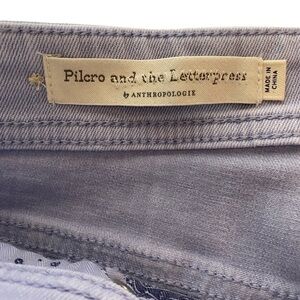 Pilcro and the Letterpress
by ANTHROPOLOGIE
MADE IN
CHINA